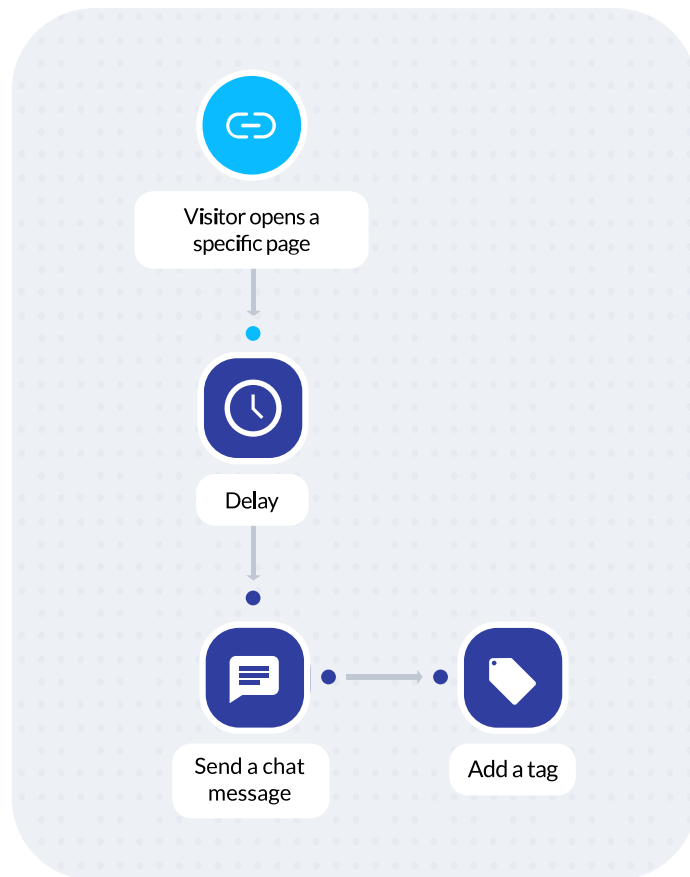 Visitor opens a
specific page
Delay
Send a chat
message
Add a tag